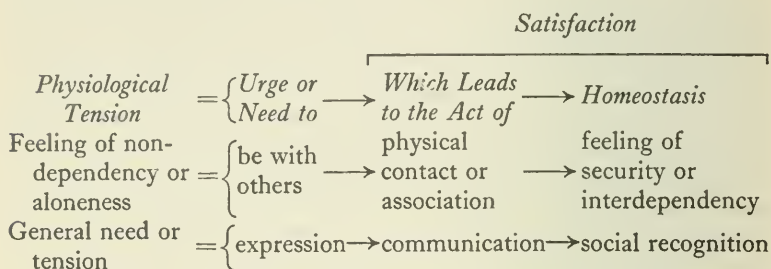 Satisfaction
Physiological Tension = { Urge or Need to → Which Leads to the Act of → Homeostasis
Feeling of non-dependency or aloneness = { be with others → physical contact or association → feeling of security or interdependency
General need or tension = { expression → communication → social recognition